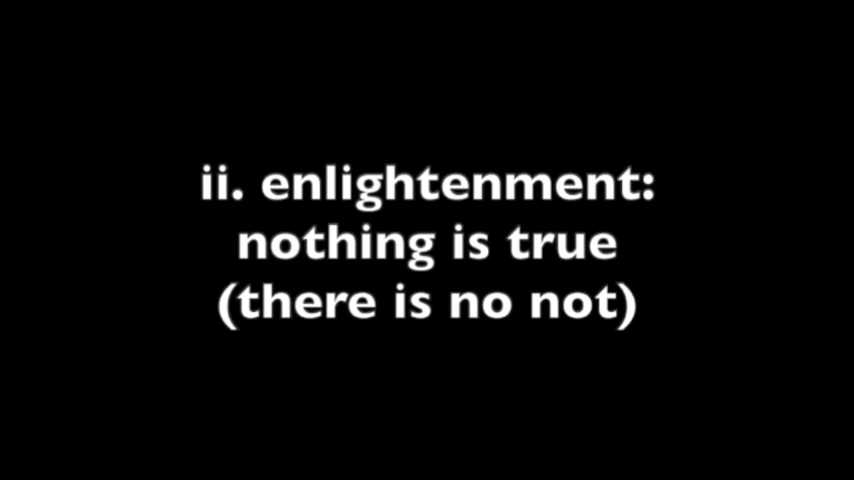 ii. enlightenment:
nothing is true
(there is no not)